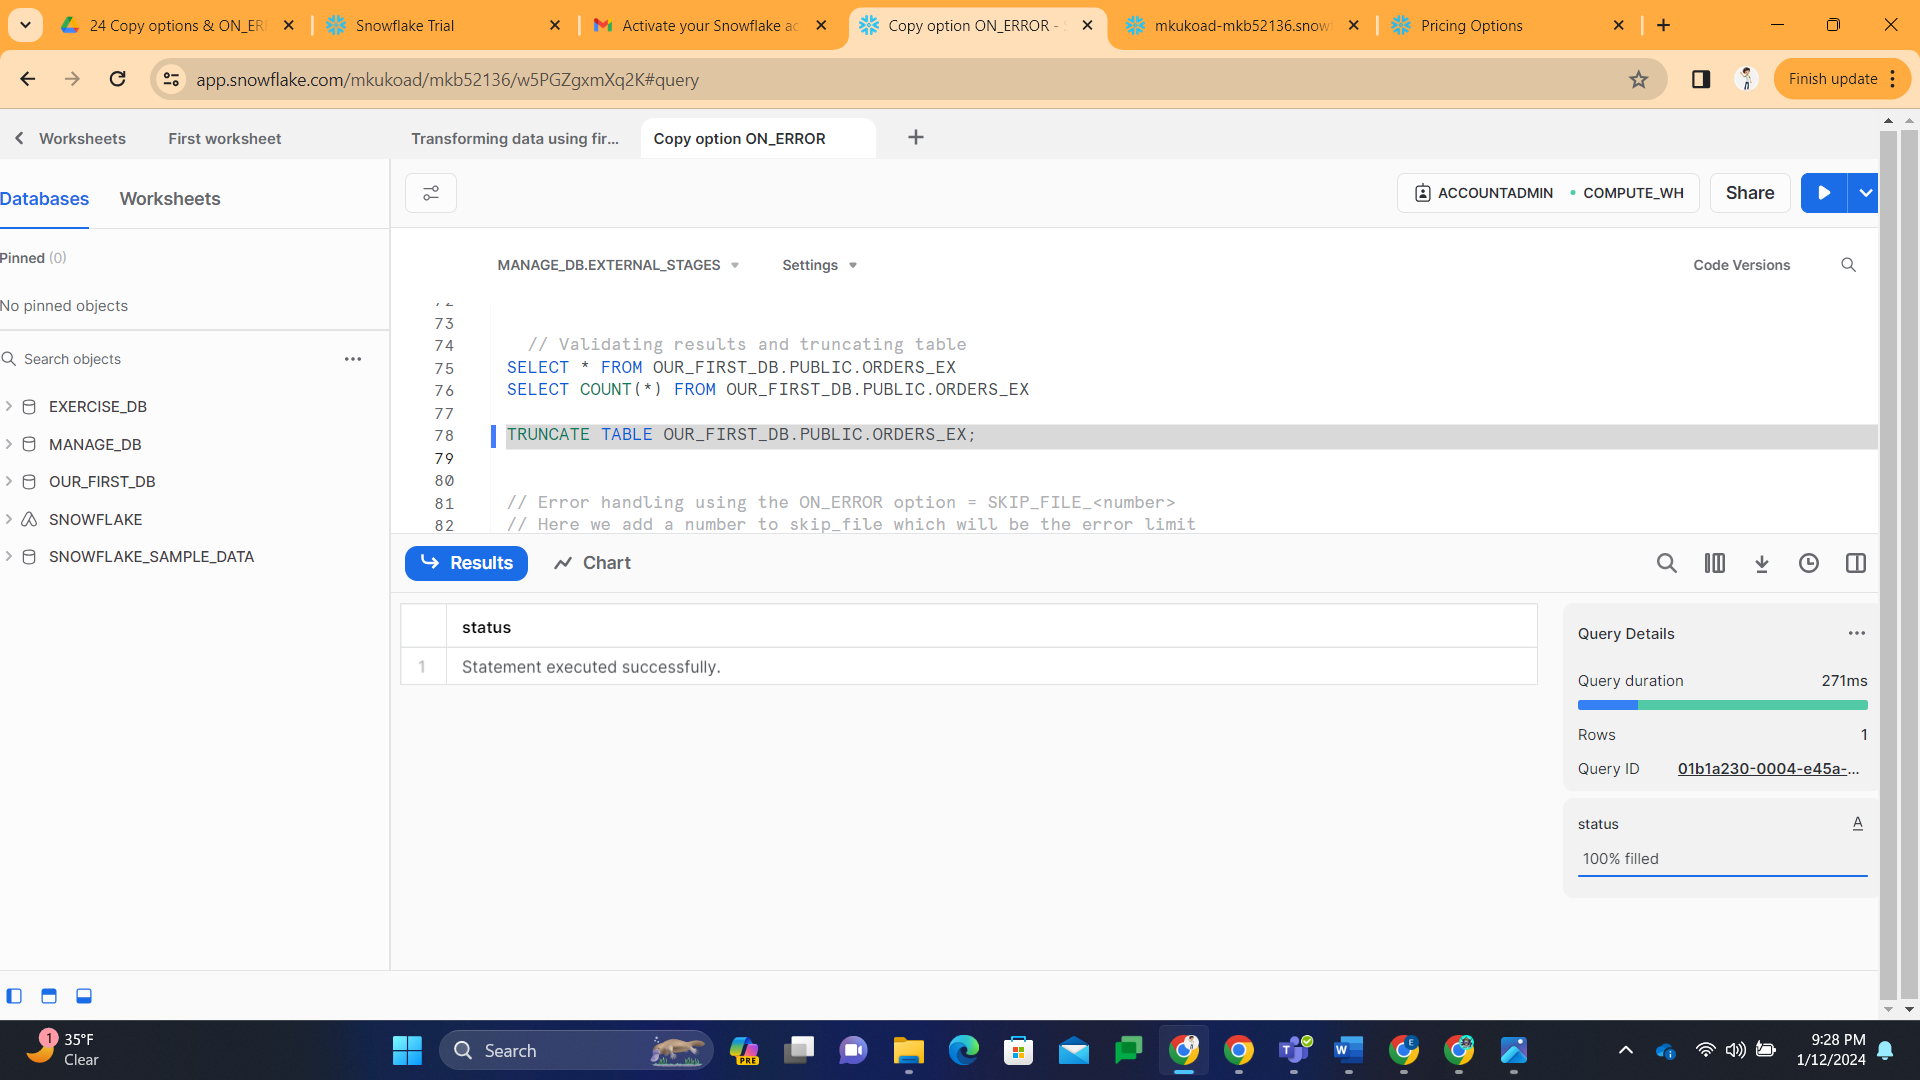 24 Copy options & ON_ER
Snowflake Trial
Activate your Snowflake ac
Copy option ON_ERROR - S
mkukoad-mkb52136.snow
Pricing Options
app.snowflake.com/mkukoad/mkb52136/w5PGZgxmXq2K#query
Finish update
Worksheets
First worksheet
Transforming data using fir...
Copy option ON_ERROR
Databases
Worksheets
ACCOUNTADMIN
COMPUTE_WH
Share
Pinned (0)
MANAGE_DB.EXTERNAL_STAGES
Settings
Code Versions
No pinned objects
Search objects
EXERCISE_DB
MANAGE_DB
OUR_FIRST_DB
SNOWFLAKE
SNOWFLAKE_SAMPLE_DATA
73
74 // Validating results and truncating table
75 SELECT * FROM OUR_FIRST_DB.PUBLIC.ORDERS_EX
76 SELECT COUNT(*) FROM OUR_FIRST_DB.PUBLIC.ORDERS_EX
77
78 TRUNCATE TABLE OUR_FIRST_DB.PUBLIC.ORDERS_EX;
79
80
81 // Error handling using the ON_ERROR option = SKIP_FILE_<number>
82 // Here we add a number to skip_file which will be the error limit
Results
Chart
status
1 Statement executed successfully.
Query Details
Query duration 271ms
Rows 1
Query ID 01b1a230-0004-e45a-...
status A
100% filled
1
35°F
Clear
Search
PRE
9:28 PM
1/12/2024